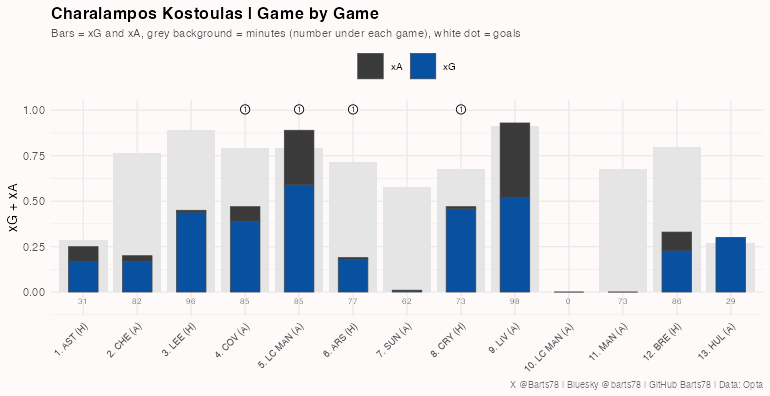 Charalampos Kostoulas | Game by Game
Bars = xG and xA, grey background = minutes (number under each game), white dot = goals
xA xG
xG + xA
1.00
0.75
0.50
0.25
0.00
1 1 1 1
31 82 96 85 85 77 62 73 98 0 73 86 29
1. AST (H)
2. CHE (A)
3. LEE (H)
4. COV (A)
5. LC MAN (A)
6. ARS (H)
7. SUN (A)
8. CRY (H)
9. LIV (A)
10. LC MAN (A)
11. MAN (A)
12. BRE (H)
13. HUL (A)
X @Barts78 | Bluesky @barts78 | GitHub Barts78 | Data: Opta